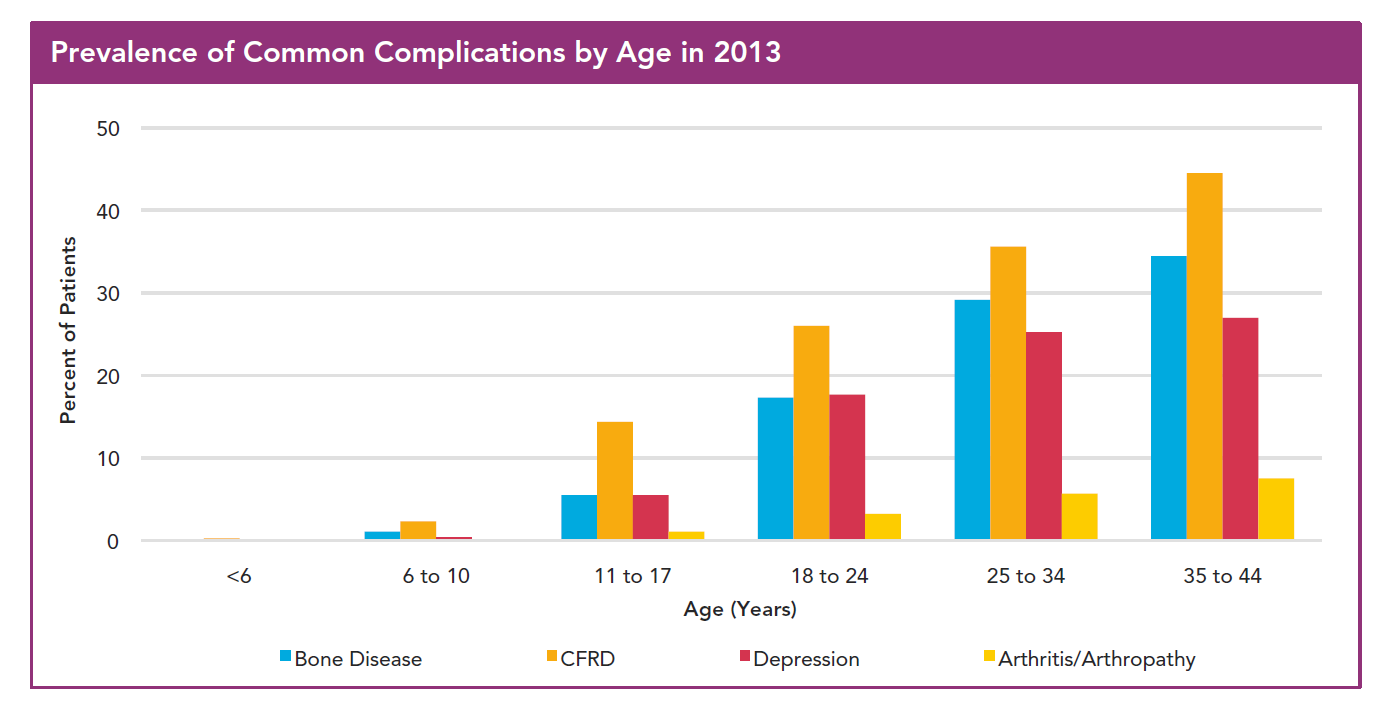 Prevalence of Common Complications by Age in 2013
50
40
30
20
10
0
Percent of Patients
<6 6 to 10 11 to 17 18 to 24 25 to 34 35 to 44
Age (Years)
Bone Disease CFRD Depression Arthritis/Arthropathy